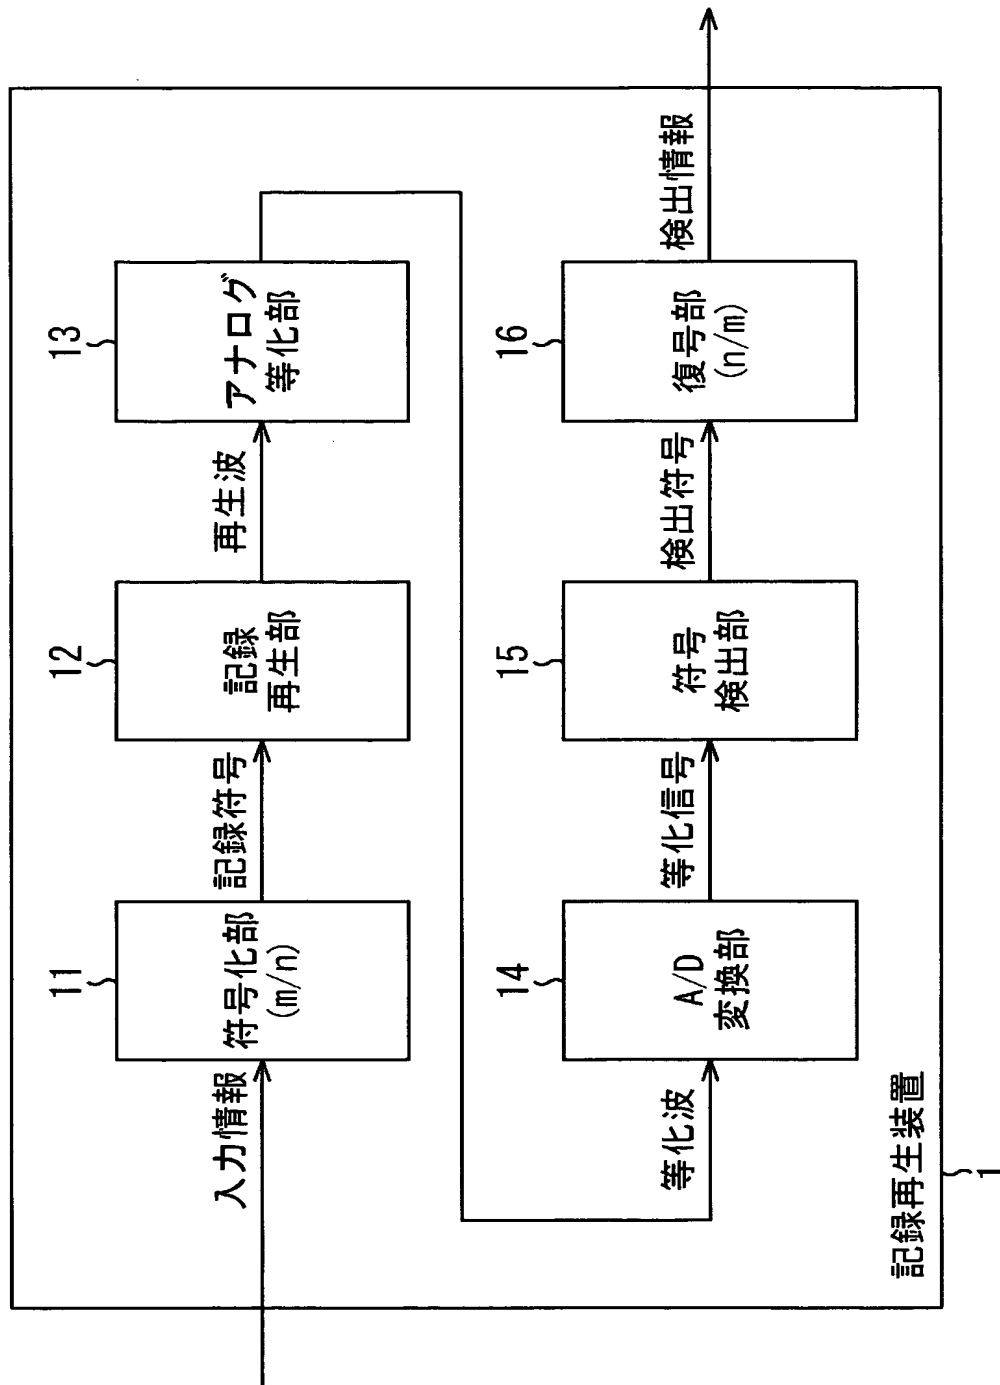 11
12
13
入力情報
符号化部
(m/n)
記録符号
記録
再生部
再生波
アナログ
等化部
14
15
16
等化波
A/D
変換部
等化信号
符号
検出部
検出符号
復号部
(n/m)
検出情報
記録再生装置
1